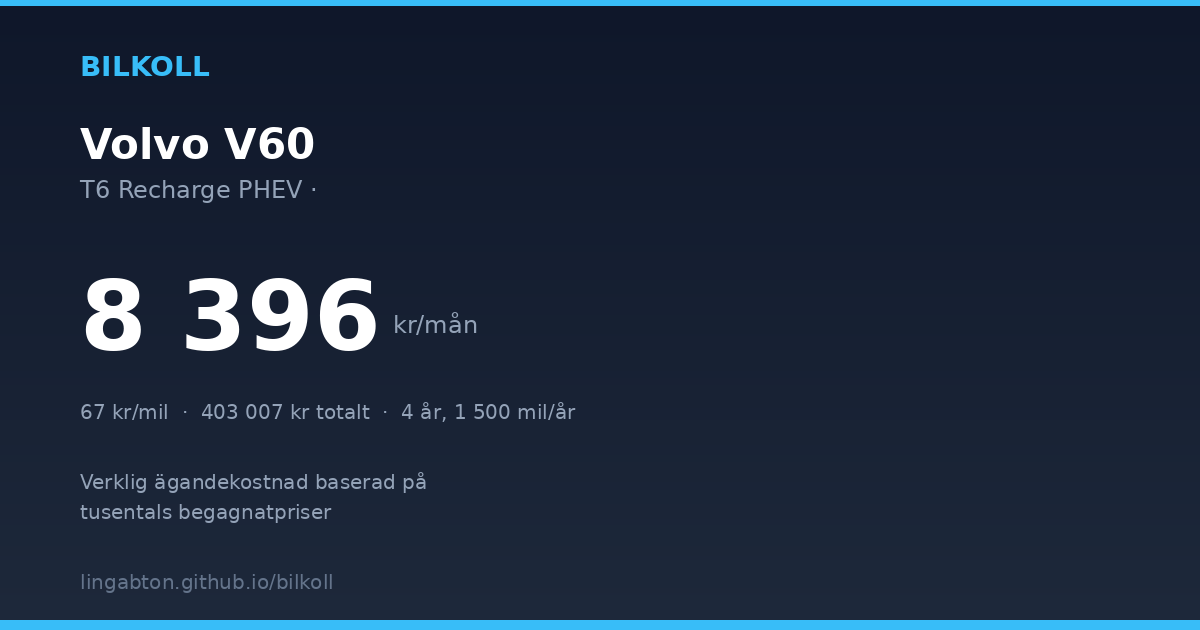 BILKOLL
Volvo V60
T6 Recharge PHEV ·
8 396 kr/mån
67 kr/mil · 403 007 kr totalt · 4 år, 1 500 mil/år
Verklig ägandekostnad baserad på
tusentals begagnatpriser
lingabton.github.io/bilkoll